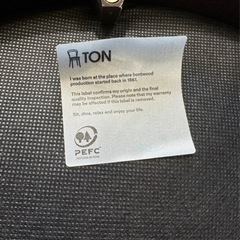 TON
I was born at the place where bentwood
production started back in 1861.
This label confirms my origin and the final
quality inspection. Please note that my warranty
may be affected if this label is removed.
Sit, dine, relax and enjoy your life.
PEFC